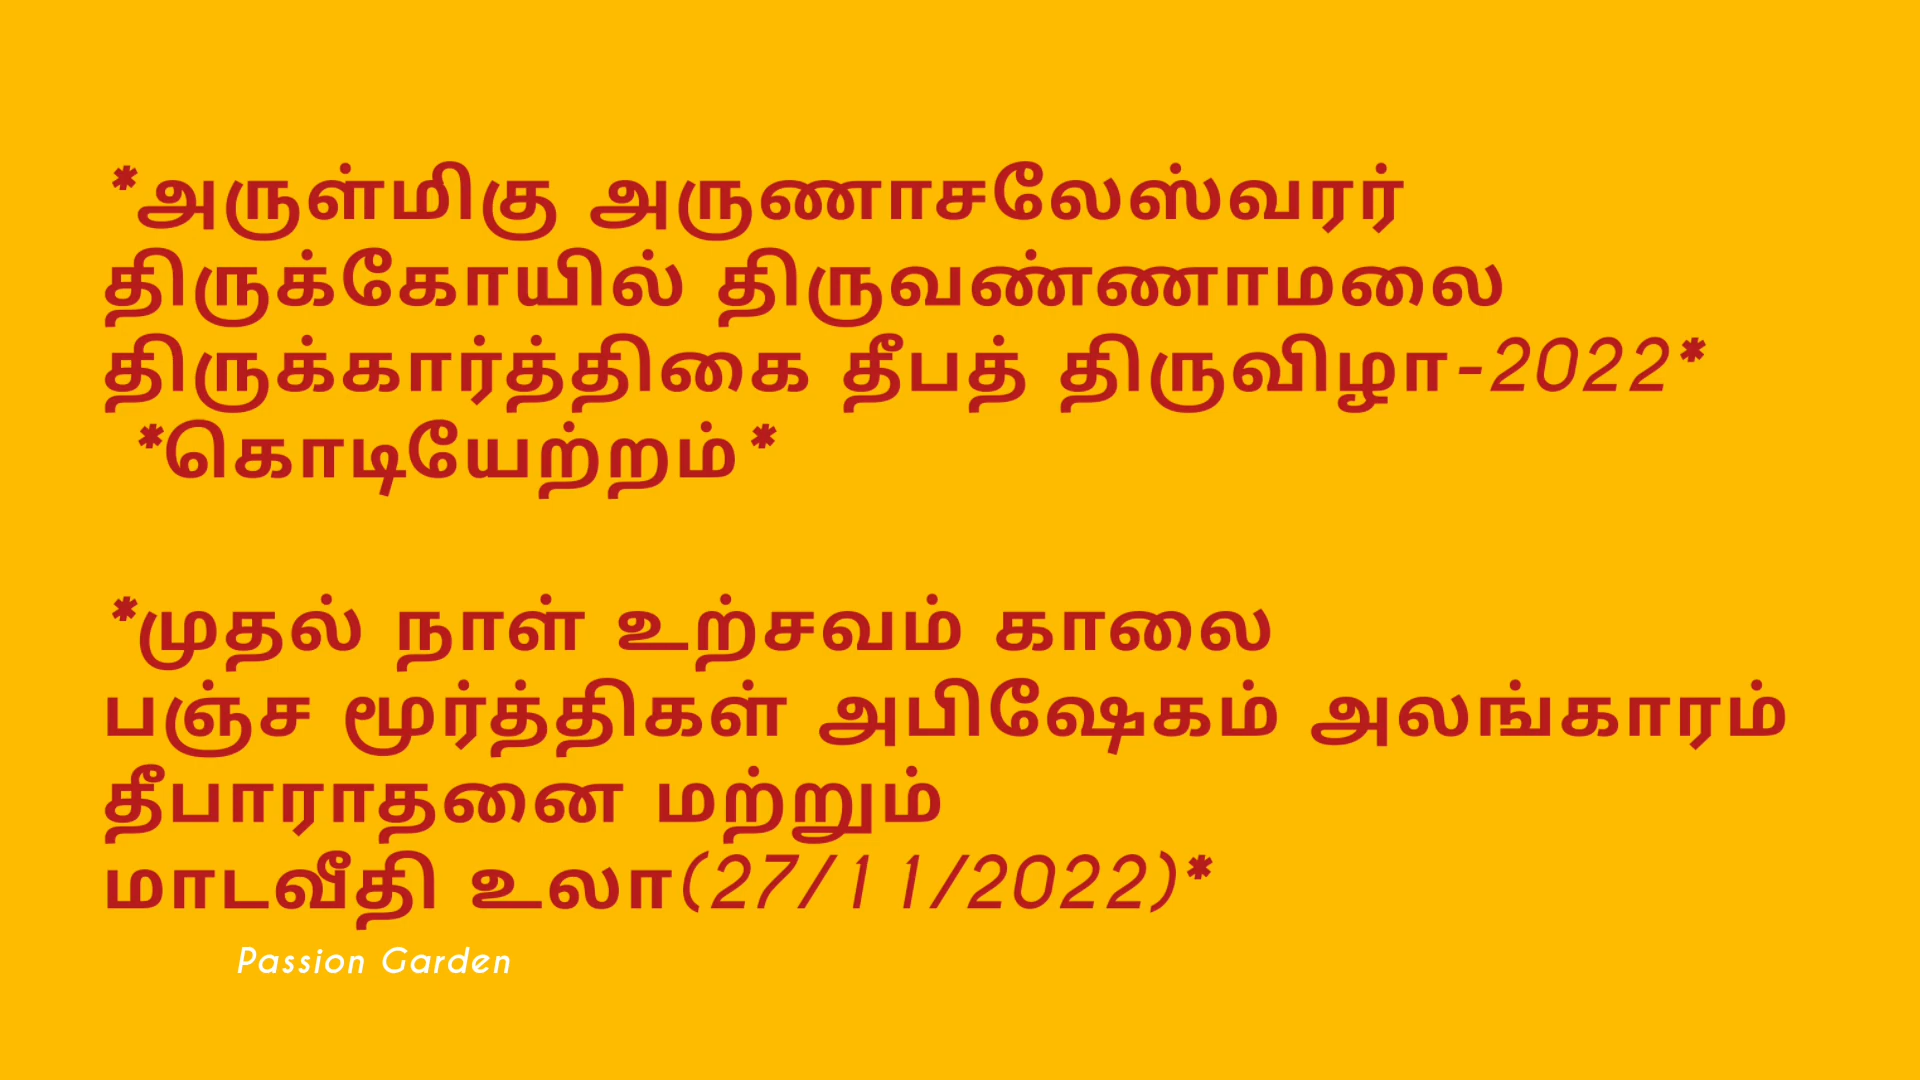 *அருள்மிகு அருணாசலேஸ்வரர்
திருக்கோயில் திருவண்ணாமலை
திருக்கார்த்திகை தீபத் திருவிழா-2022*
*கொடியேற்றம்*
*முதல் நாள் உற்சவம் காலை
பஞ்ச மூர்த்திகள் அபிஷேகம் அலங்காரம்
தீபாராதனை மற்றும்
மாடவீதி உலா(27/11/2022)*
Passion Garden